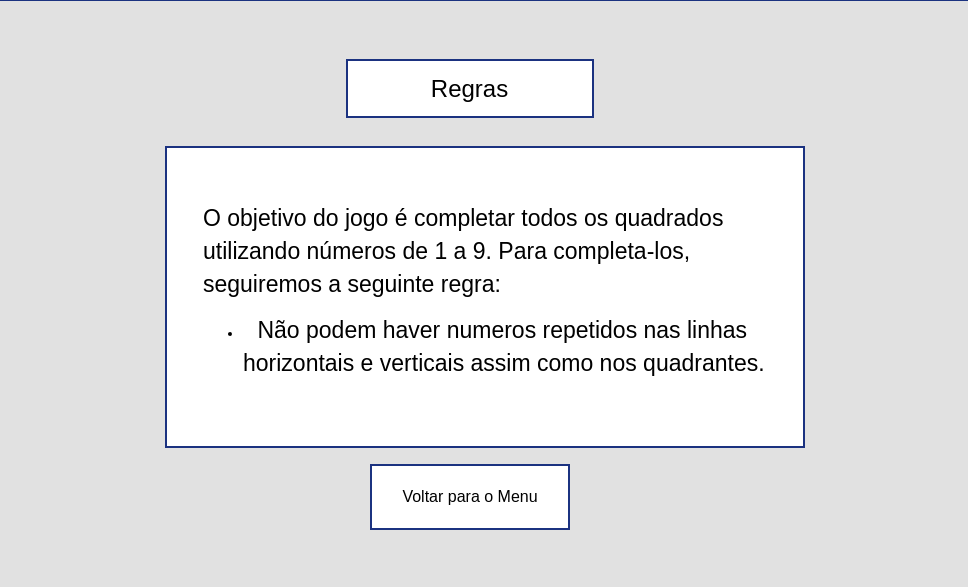 Regras
O objetivo do jogo é completar todos os quadrados
utilizando números de 1 a 9. Para completa-los,
seguiremos a seguinte regra:
• Não podem haver numeros repetidos nas linhas
horizontais e verticais assim como nos quadrantes.
Voltar para o Menu